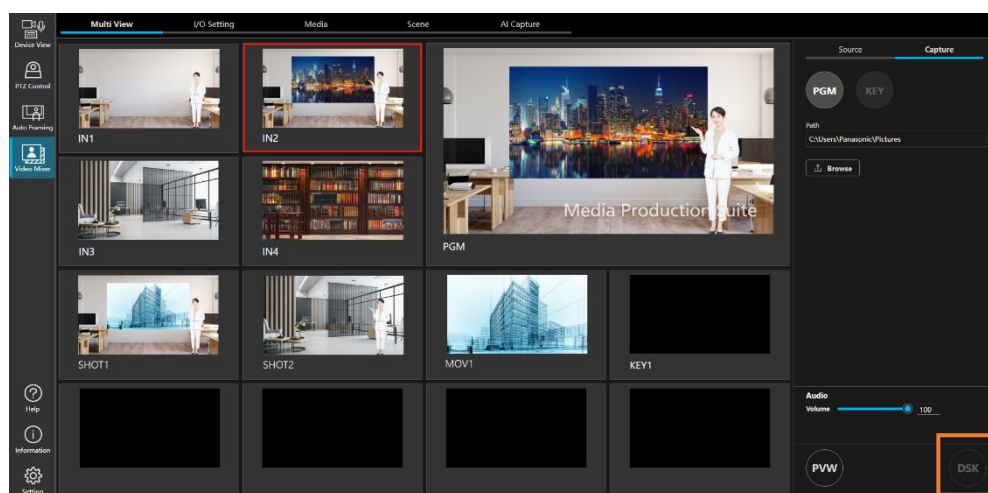 Multi View I/O Setting Media Scene AI Capture
Device View
PTZ Control
Auto Framing
Video Mixer
Help
Information
Setting
IN1
IN2
Media Production Suite
PGM
IN3
IN4
SHOT1
SHOT2
MOV1
KEY1
Source Capture
PGM KEY
Path
C:\Users\Panasonic\Pictures
Browse
Audio
Volume 100
PVW DSK